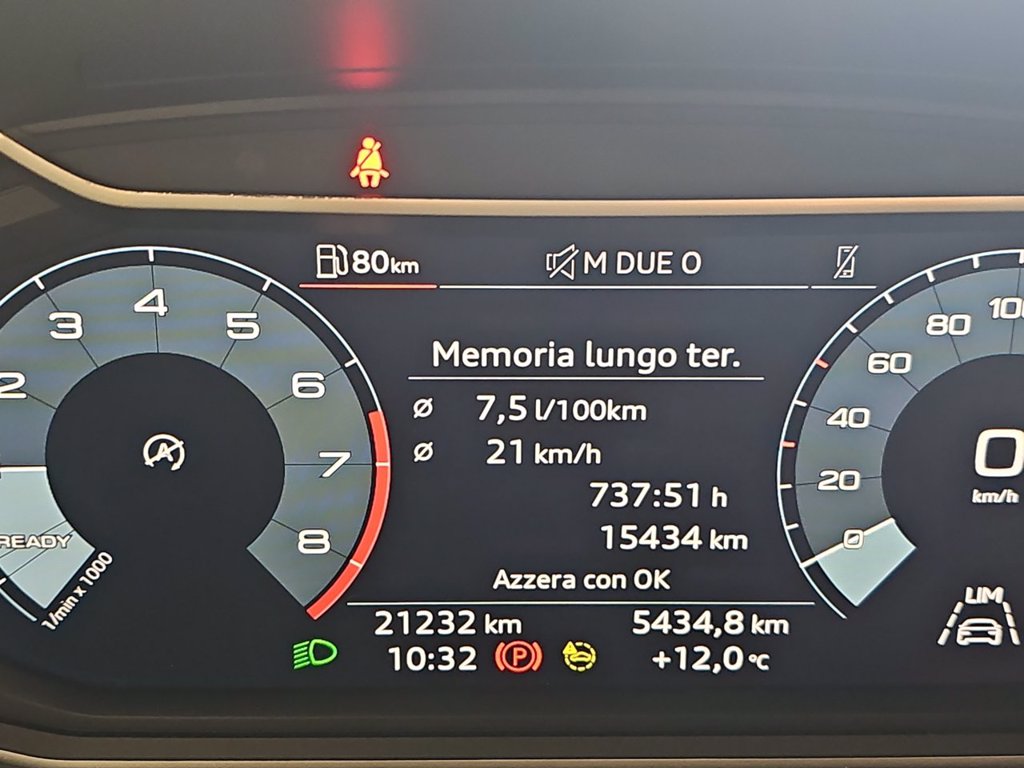 80km
M DUE O
Memoria lungo ter.
Ø 7,5 l/100km
Ø 21 km/h
737:51 h
15434 km
Azzera con OK
21232 km
5434,8 km
10:32
P
+12,0 °C
2
3
4
5
6
7
8
READY
1/min x 1000
A
0
20
40
60
80
0
km/h
LIM